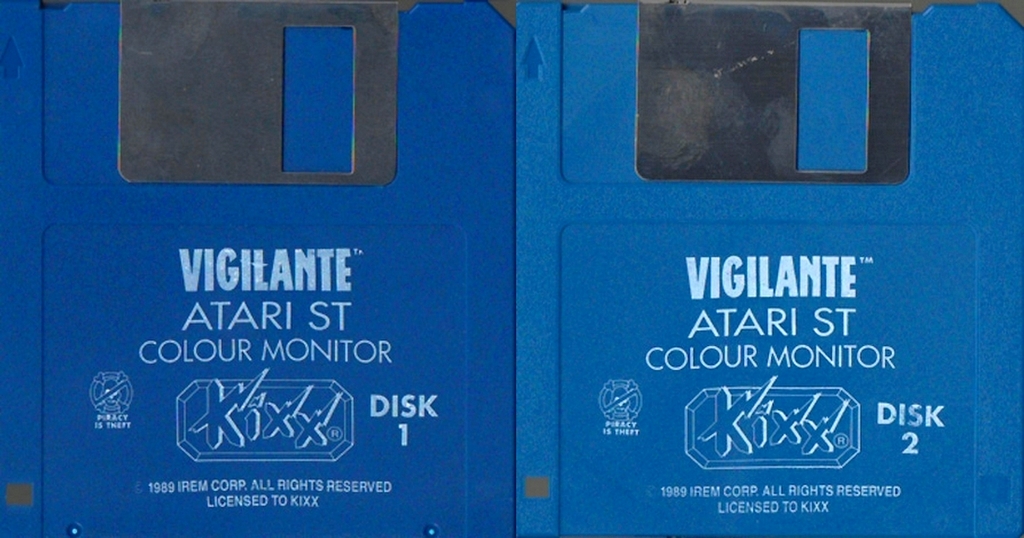 VIGILANTE™
ATARI ST
COLOUR MONITOR
PIRACY
IS THEFT
Kixx®
DISK
1
© 1989 IREM CORP. ALL RIGHTS RESERVED
LICENSED TO KIXX
VIGILANTE™
ATARI ST
COLOUR MONITOR
PIRACY
IS THEFT
Kixx®
DISK
2
© 1989 IREM CORP. ALL RIGHTS RESERVED
LICENSED TO KIXX